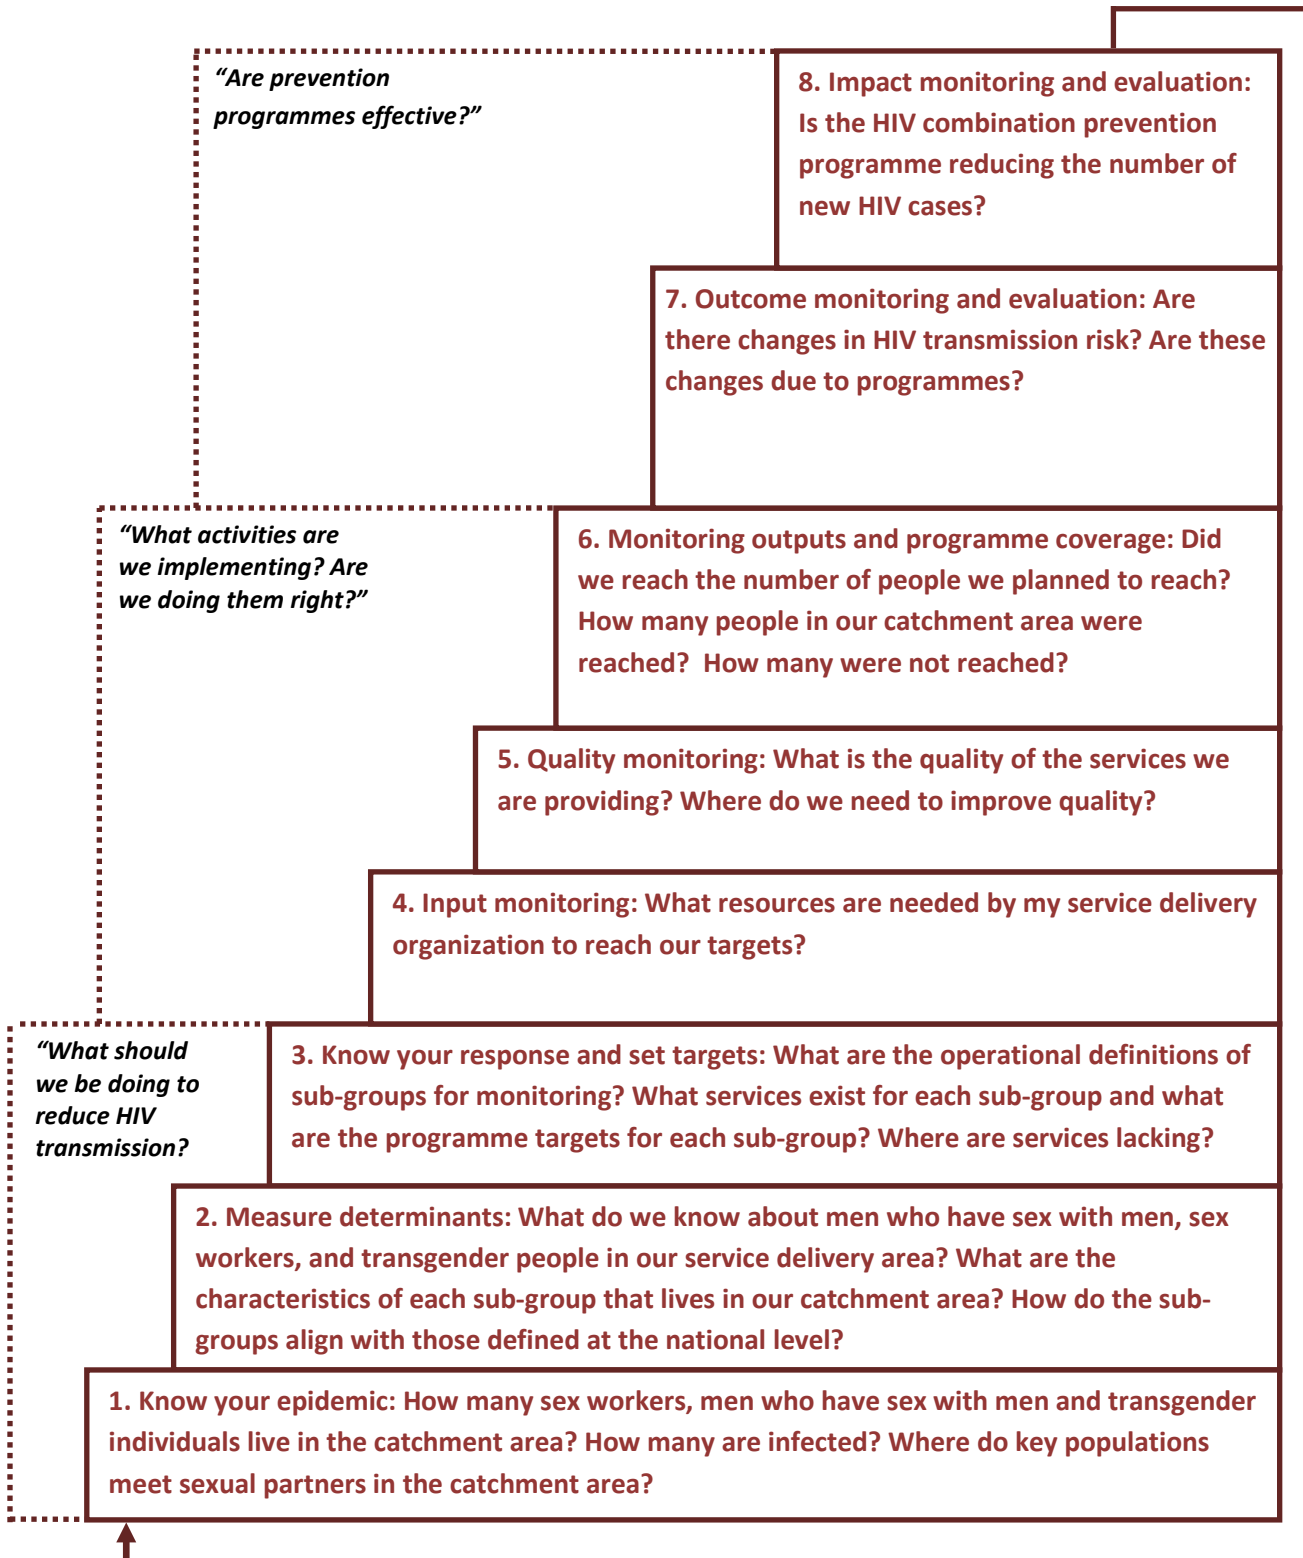 “Are prevention
programmes effective?”
8. Impact monitoring and evaluation:
Is the HIV combination prevention
programme reducing the number of
new HIV cases?
7. Outcome monitoring and evaluation: Are
there changes in HIV transmission risk? Are these
changes due to programmes?
“What activities are
we implementing? Are
we doing them right?”
6. Monitoring outputs and programme coverage: Did
we reach the number of people we planned to reach?
How many people in our catchment area were
reached?  How many were not reached?
5. Quality monitoring: What is the quality of the services we
are providing? Where do we need to improve quality?
4. Input monitoring: What resources are needed by my service delivery
organization to reach our targets?
“What should
we be doing to
reduce HIV
transmission?
3. Know your response and set targets: What are the operational definitions of
sub-groups for monitoring? What services exist for each sub-group and what
are the programme targets for each sub-group? Where are services lacking?
2. Measure determinants: What do we know about men who have sex with men, sex
workers, and transgender people in our service delivery area? What are the
characteristics of each sub-group that lives in our catchment area? How do the sub-
groups align with those defined at the national level?
1. Know your epidemic: How many sex workers, men who have sex with men and transgender
individuals live in the catchment area? How many are infected? Where do key populations
meet sexual partners in the catchment area?